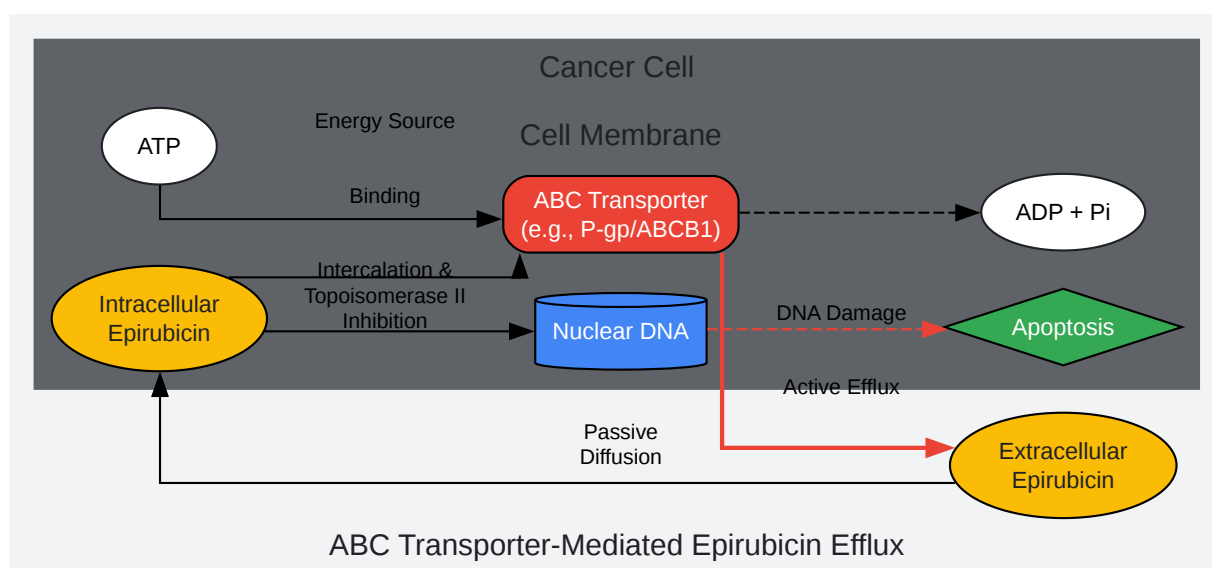 Cancer Cell
Energy Source
Cell Membrane
ATP
Binding
ABC Transporter
(e.g., P-gp/ABCB1)
ADP + Pi
Intercalation &
Topoisomerase II
Inhibition
Intracellular
Epirubicin
Nuclear DNA
DNA Damage
Apoptosis
Active Efflux
Passive
Diffusion
Extracellular
Epirubicin
ABC Transporter-Mediated Epirubicin Efflux